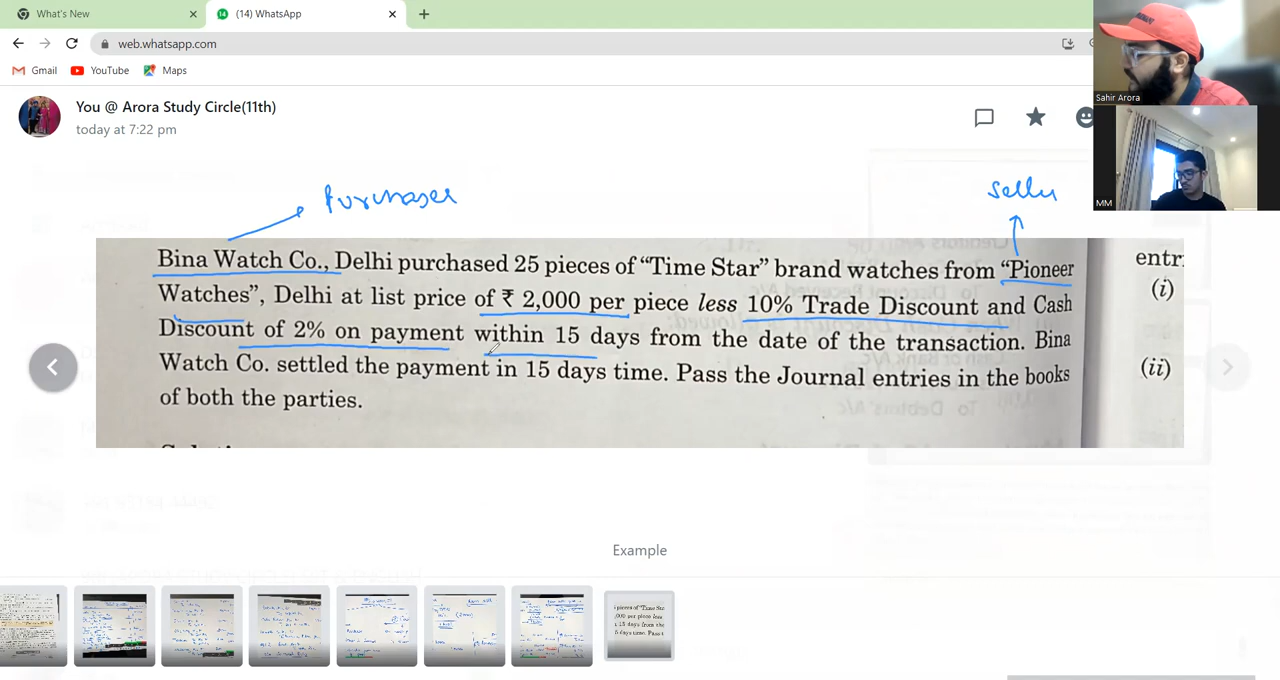 What's New
(14) WhatsApp
web.whatsapp.com
Gmail YouTube Maps
You @ Arora Study Circle(11th)
today at 7:22 pm
Sahir Arora
MM
Purchaser
Seller
Bina Watch Co., Delhi purchased 25 pieces of “Time Star” brand watches from “Pioneer
Watches”, Delhi at list price of ₹ 2,000 per piece less 10% Trade Discount and Cash
Discount of 2% on payment within 15 days from the date of the transaction. Bina
Watch Co. settled the payment in 15 days time. Pass the Journal entries in the books
of both the parties.
(i)
(ii)
Example